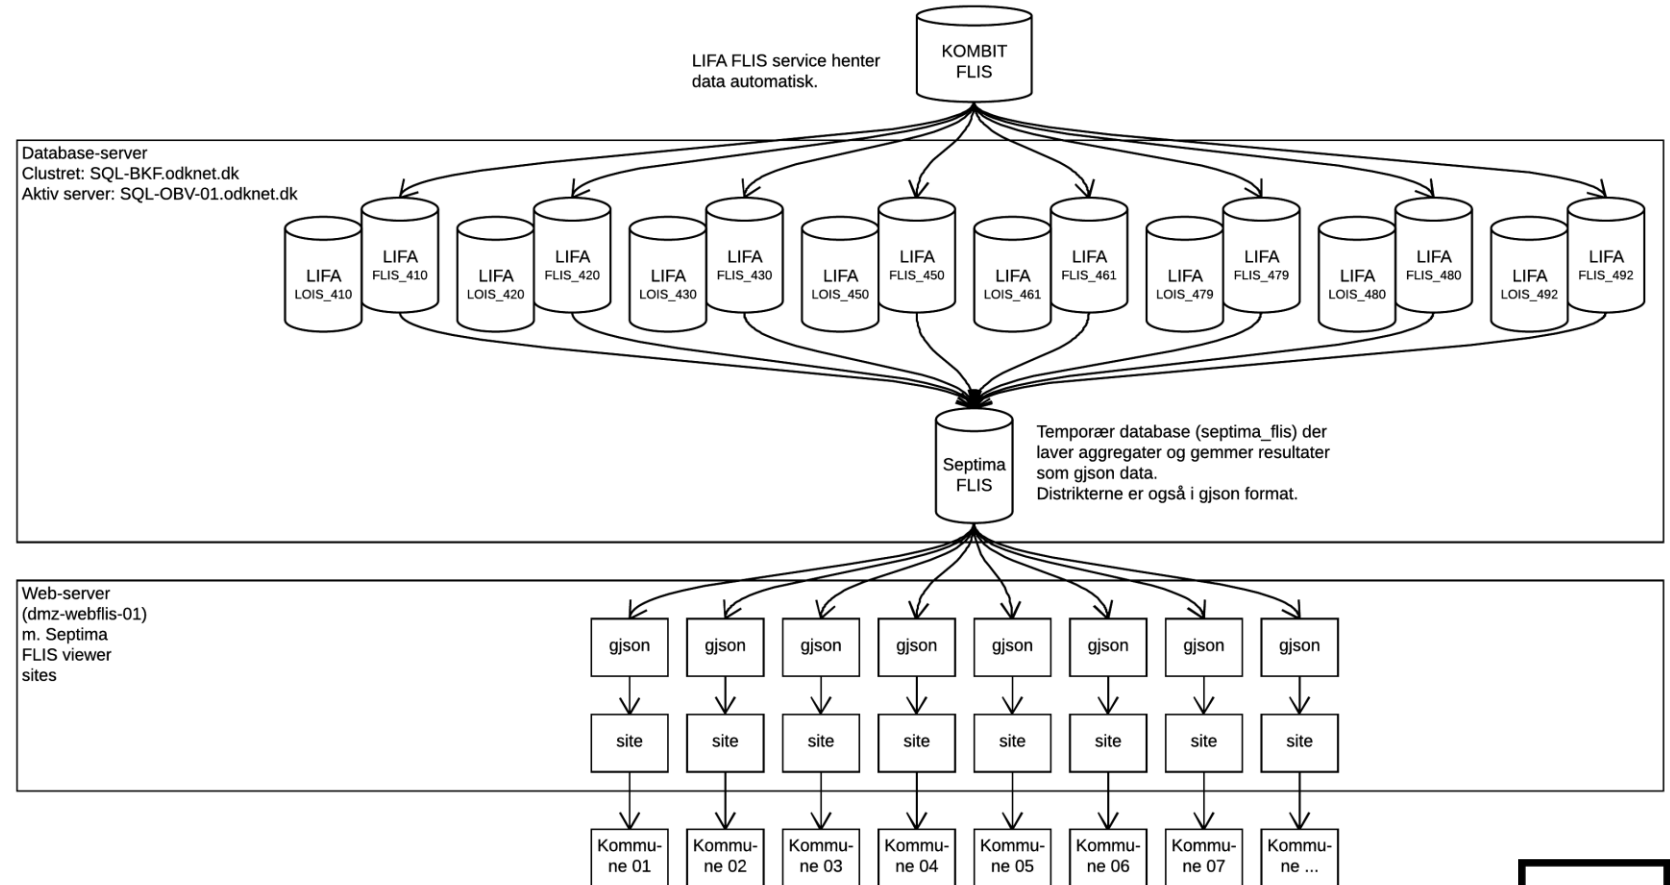 KOMBIT
FLIS
LIFA FLIS service henter
data automatisk.
Database-server
Clustret: SQL-BKF.odknet.dk
Aktiv server: SQL-OBV-01.odknet.dk
LIFA
LOIS_410
LIFA
FLIS_410
LIFA
LOIS_420
LIFA
FLIS_420
LIFA
LOIS_430
LIFA
FLIS_430
LIFA
LOIS_450
LIFA
FLIS_450
LIFA
LOIS_461
LIFA
FLIS_461
LIFA
LOIS_479
LIFA
FLIS_479
LIFA
LOIS_480
LIFA
FLIS_480
LIFA
LOIS_492
LIFA
FLIS_492
Septima
FLIS
Temporær database (septima_flis) der
laver aggregater og gemmer resultater
som gjson data.
Distrikterne er også i gjson format.
Web-server
(dmz-webflis-01)
m. Septima
FLIS viewer
sites
gjson
gjson
gjson
gjson
gjson
gjson
gjson
gjson
site
site
site
site
site
site
site
site
Kommu-
ne 01
Kommu-
ne 02
Kommu-
ne 03
Kommu-
ne 04
Kommu-
ne 05
Kommu-
ne 06
Kommu-
ne 07
Kommu-
ne ...